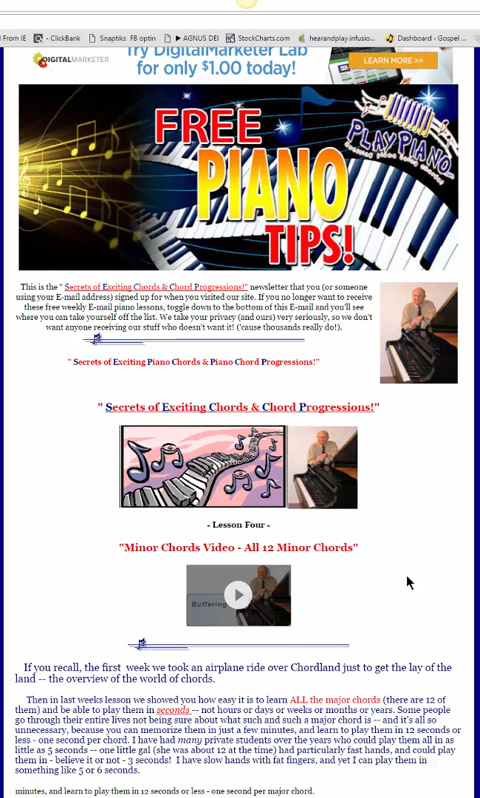 From IE
- ClickBank
Snaptiks
FB optin
AGNUS DEI
StockCharts.com
hearandplay.infusio...
Dashboard ‹ Gospel ...
DIGITALMARKETER
Try DigitalMarketer Lab
for only $1.00 today!
LEARN MORE >>
FREE
PIANO
TIPS!
PLAY PIANO
This is the " Secrets of Exciting Chords & Chord Progressions!" newsletter that you (or someone
using your E-mail address) signed up for when you visited our site. If you no longer want to receive
these free weekly E-mail piano lessons, toggle down to the bottom of this E-mail and you'll see
where you can take yourself off the list. We take your privacy (and ours) very seriously, so we don't
want anyone receiving our stuff who doesn't want it! ('cause thousands really do!).
" Secrets of Exciting Piano Chords & Piano Chord Progressions!"
" Secrets of Exciting Chords & Chord Progressions!"
- Lesson Four -
"Minor Chords Video - All 12 Minor Chords"
Buffering
If you recall, the first week we took an airplane ride over Chordland just to get the lay of the
land -- the overview of the world of chords.
Then in last weeks lesson we showed you how easy it is to learn ALL the major chords (there are 12 of
them) and be able to play them in seconds -- not hours or days or weeks or months or years. Some people
go through their entire lives not being sure about what such and such a major chord is -- and it's all so
unnecessary, because you can memorize them in just a few minutes, and learn to play them in 12 seconds or
less - one second per chord. I have had many private students over the years who could play them all in as
little as 5 seconds -- one little gal (she was about 12 at the time) had particularly fast hands, and could play
them in - believe it or not - 3 seconds! I have slow hands with fat fingers, and yet I can play them in
something like 5 or 6 seconds.
minutes, and learn to play them in 12 seconds or less - one second per major chord.